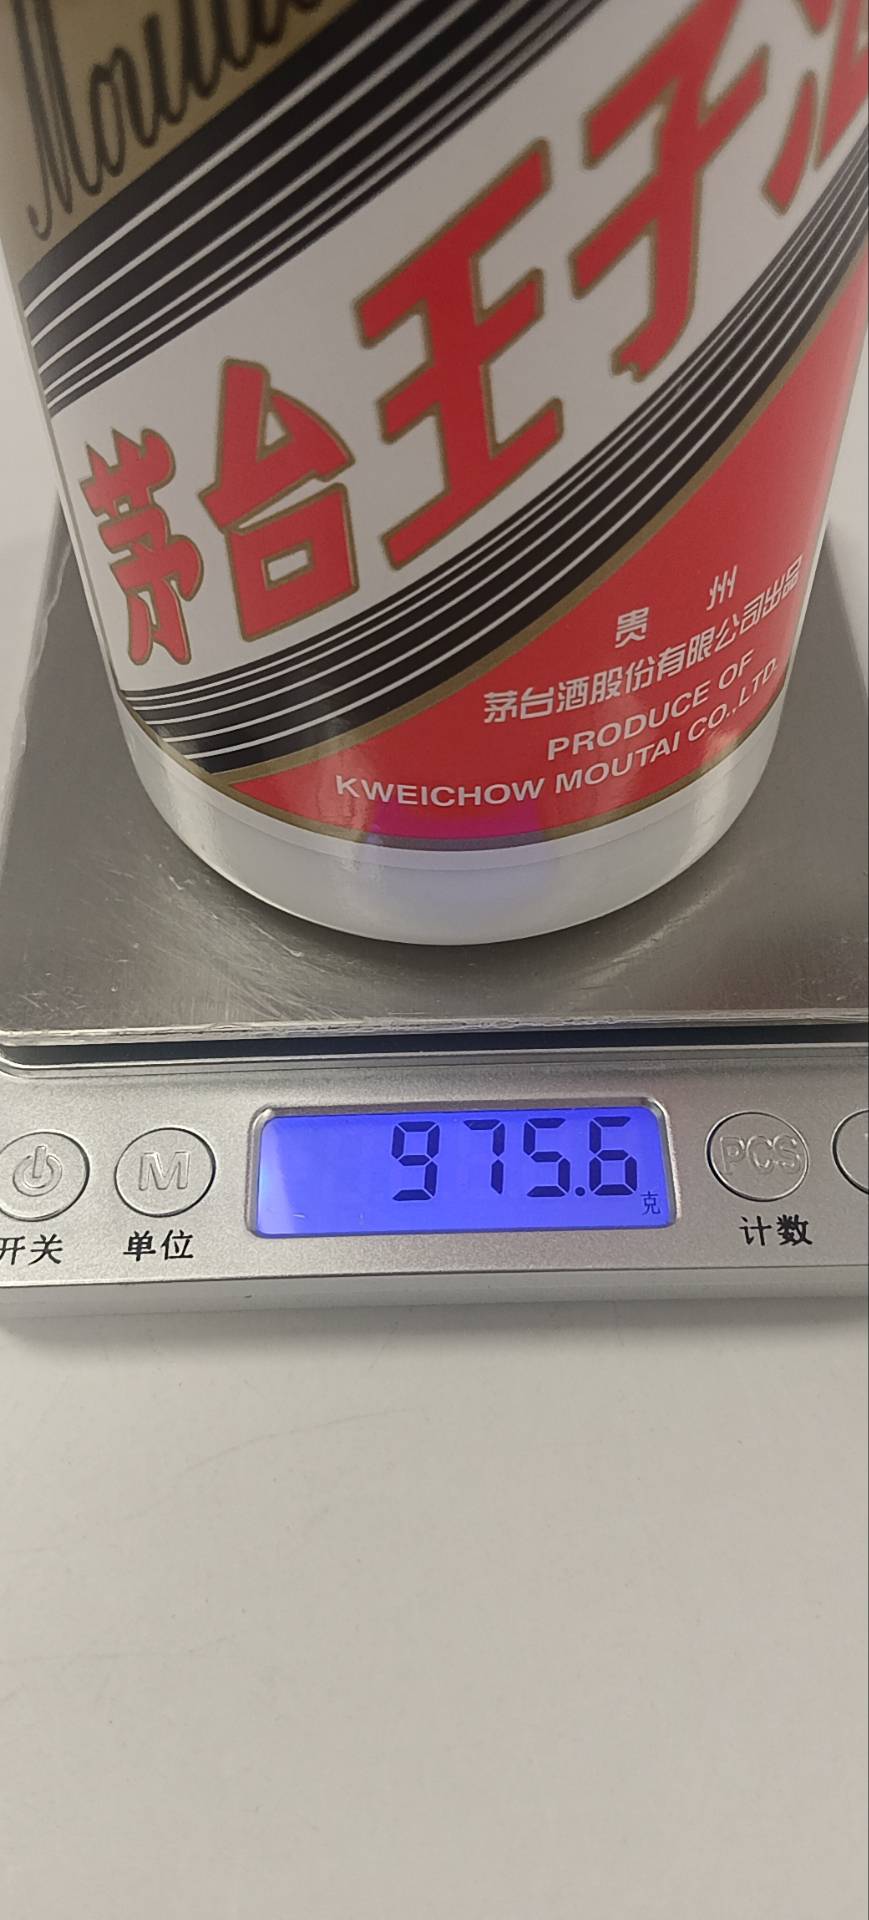 茅台王子酒
贵州
茅台酒股份有限公司出品
PRODUCE OF
KWEICHOW MOUTAI CO.,LTD.
975.6
克
M
PCS
开关
单位
计数